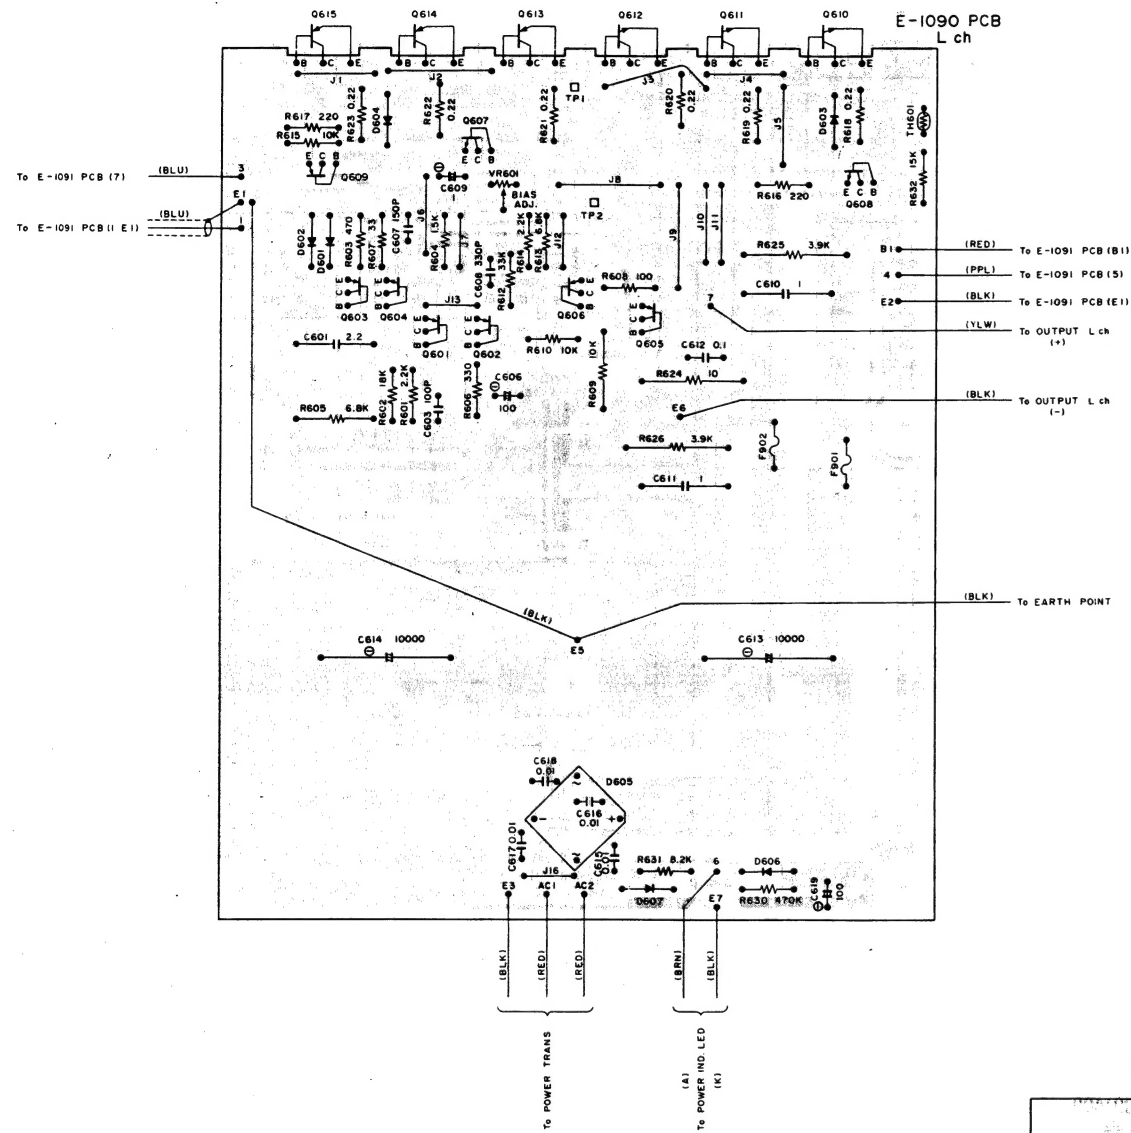 Q615 Q614 Q613 Q612 Q611 Q610
E-1090 PCB
L ch
B C E B C E B C E B C E B C E B C E
J1 J2 J3 J4
TP1
R623 0.22
D604
R622 0.22
R621 0.22
R620 0.22
R619 0.22
J5
D603
R618 0.22
TH601
R617 220
R615 10K
Q607
E C B
E C B
Q609
C609
1
VR601
BIAS
ADJ.
J8
R616 220
E C B
Q608
R632 15K
To E-1091 PCB (7) (BLU) 3
E1
To E-1091 PCB (1 E1) (BLU) 1
TP2
D602
D601
R603 470
R607 33
C607 150P
J6
R604 1.5K
J7
C608 330P
R612 33K
R614 2.2K
R613 6.8K
J12
J9
J10
J11
R625 3.9K
B1 (RED) To E-1091 PCB (B1)
4 (PPL) To E-1091 PCB (5)
E2 (BLK) To E-1091 PCB (E1)
(YLW) To OUTPUT L ch
(+)
R608 100
C610 1
E C B
Q603
E C B
Q604
J13
E C B
Q606
E C B
Q605
7
C601 2.2
E C B
Q601
E C B
Q602
R610 10K
R609 10K
C612 0.1
R624 10
R602 18K
R601 2.2K
C603 100P
R606 330
C606
100
R605 6.8K
E6 (BLK) To OUTPUT L ch
(-)
R626 3.9K
F902
F901
C611 1
(BLK)
(BLK) To EARTH POINT
E5
C614 10000
C613 10000
C618
0.01
D605
C616
0.01
C617 0.01
C615 0.01
~ - + ~
J16
R631 8.2K
6
D606
E3 AC1 AC2
D607
E7
R630 470K
C619
100
(BLK) (RED) (RED) (BRN) (BLK)
To POWER TRANS
(A) To POWER IND. LED (K)